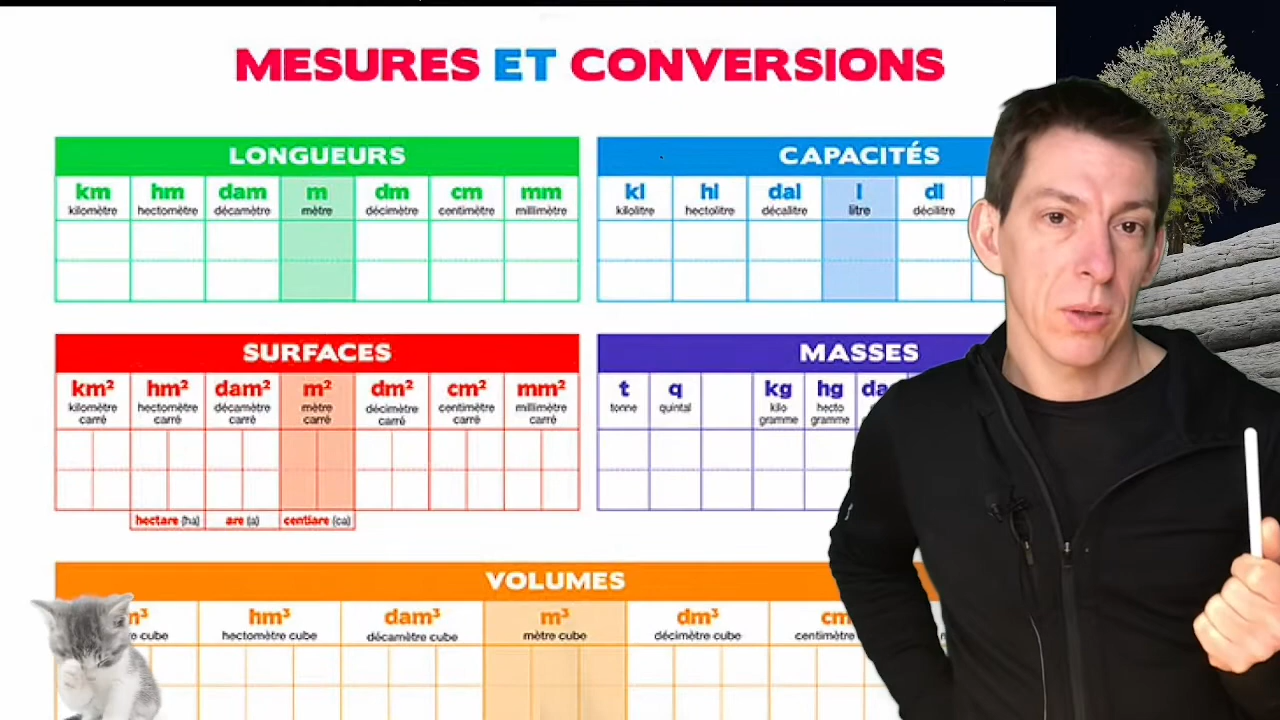 MESURES ET CONVERSIONS
LONGUEURS
km hm dam m dm cm mm
kilomètre hectomètre décamètre mètre décimètre centimètre millimètre
CAPACITÉS
kl hl dal l dl
kilolitre hectolitre décalitre litre décilitre
SURFACES
km² hm² dam² m² dm² cm² mm²
kilomètre hectomètre décamètre mètre décimètre centimètre millimètre
carré carré carré carré carré carré carré
hectare (ha) are (a) centiare (ca)
MASSES
t q kg hg
tonne quintal kilo hecto
gramme gramme
VOLUMES
hm³ dam³ m³ dm³
cube hectomètre cube décamètre cube mètre cube décimètre cube centimètre